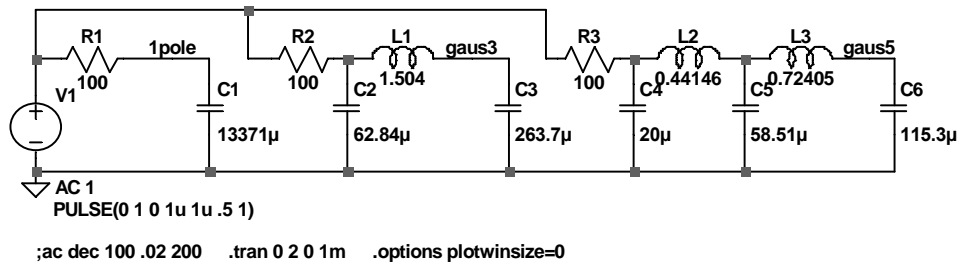 R1 1pole R2 L1 gaus3 R3 L2 L3 gaus5
100 100 1.504 100 0.44146 0.72405
V1 C1 C2 C3 C4 C5 C6
13371µ 62.84µ 263.7µ 20µ 58.51µ 115.3µ
AC 1
PULSE(0 1 0 1u 1u .5 1)
;ac dec 100 .02 200 .tran 0 2 0 1m .options plotwinsize=0